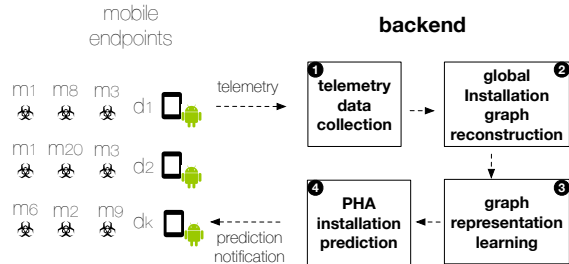 mobile
endpoints
backend
m1 m8 m3
d1
telemetry
1
telemetry
data
collection
2
global
Installation
graph
reconstruction
m1 m20 m3
d2
m6 m2 m9
dk
prediction
notification
4
PHA
installation
prediction
3
graph
representation
learning